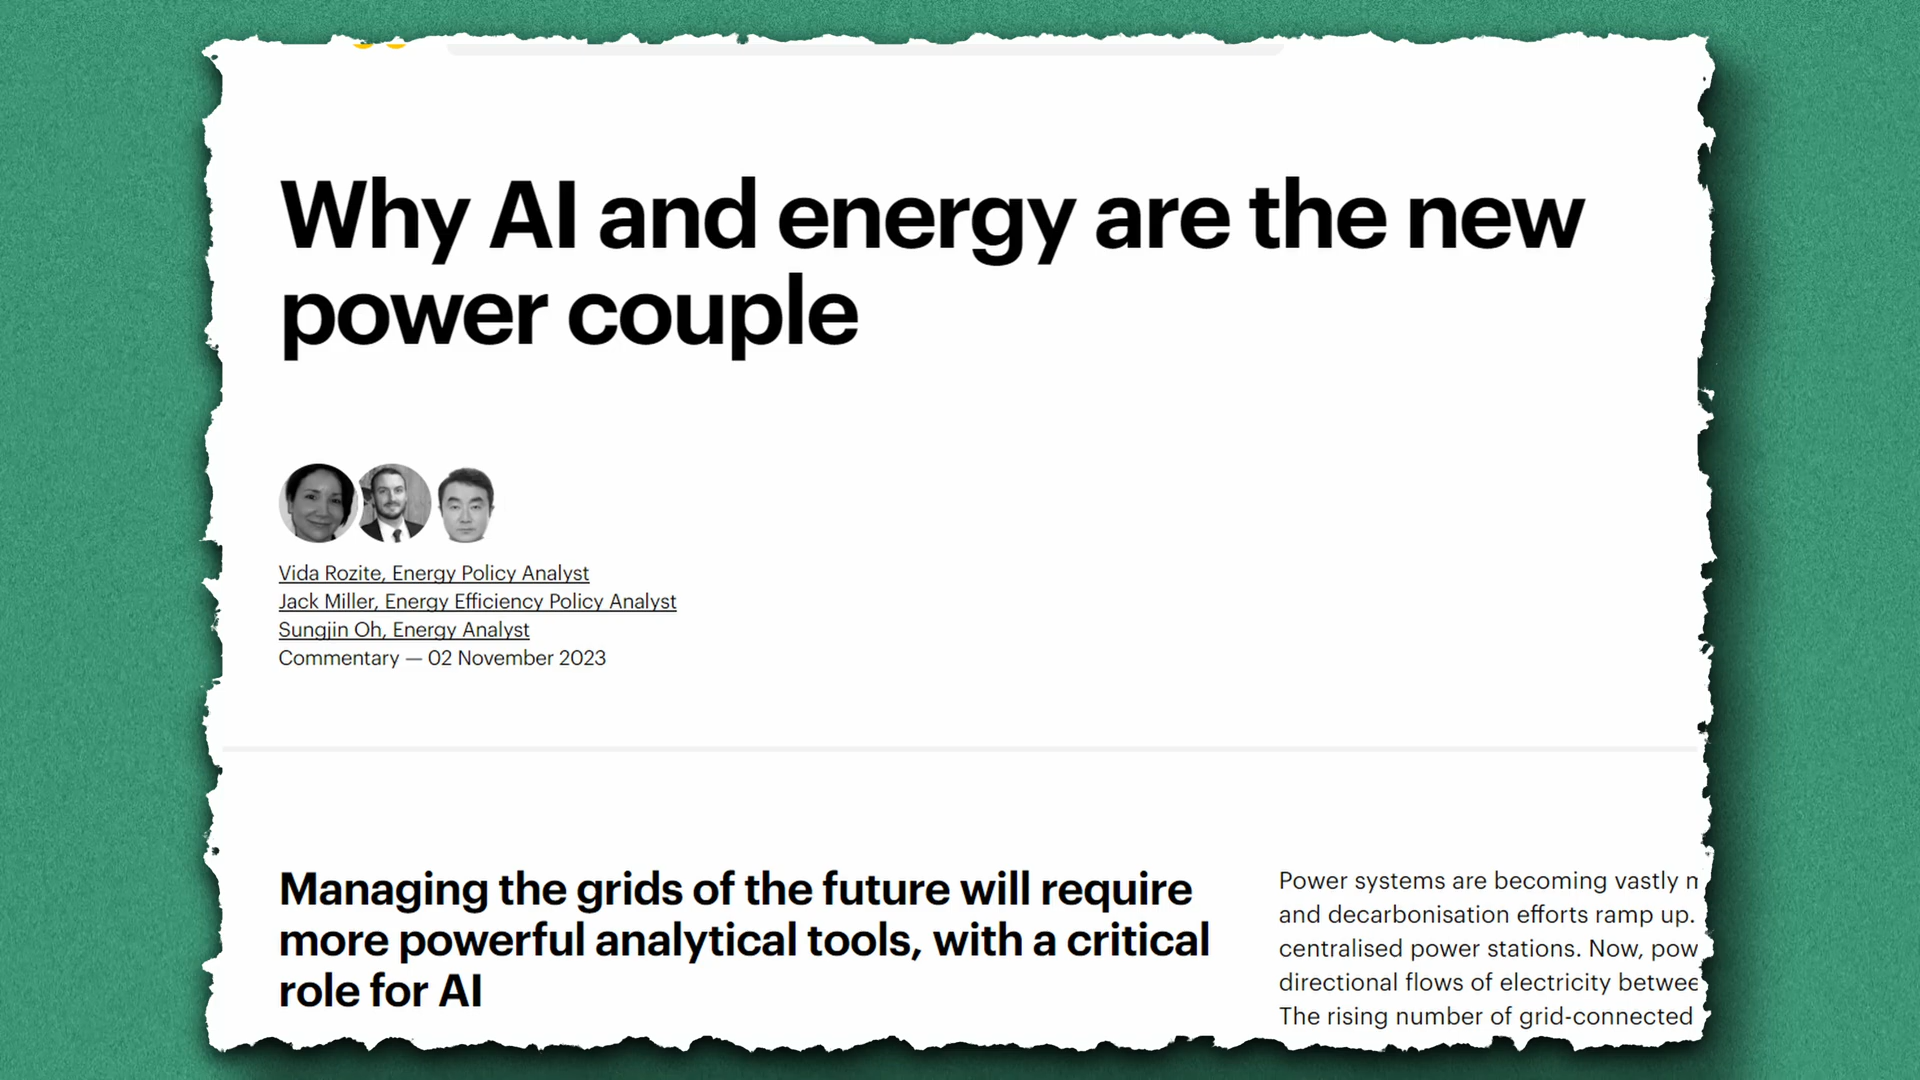 Why AI and energy are the new
power couple
Vida Rozite, Energy Policy Analyst
Jack Miller, Energy Efficiency Policy Analyst
Sungjin Oh, Energy Analyst
Commentary — 02 November 2023
Managing the grids of the future will require
more powerful analytical tools, with a critical
role for AI
Power systems are becoming vastly
and decarbonisation efforts ramp up.
centralised power stations. Now,
directional flows of electricity
The rising number of grid-connected